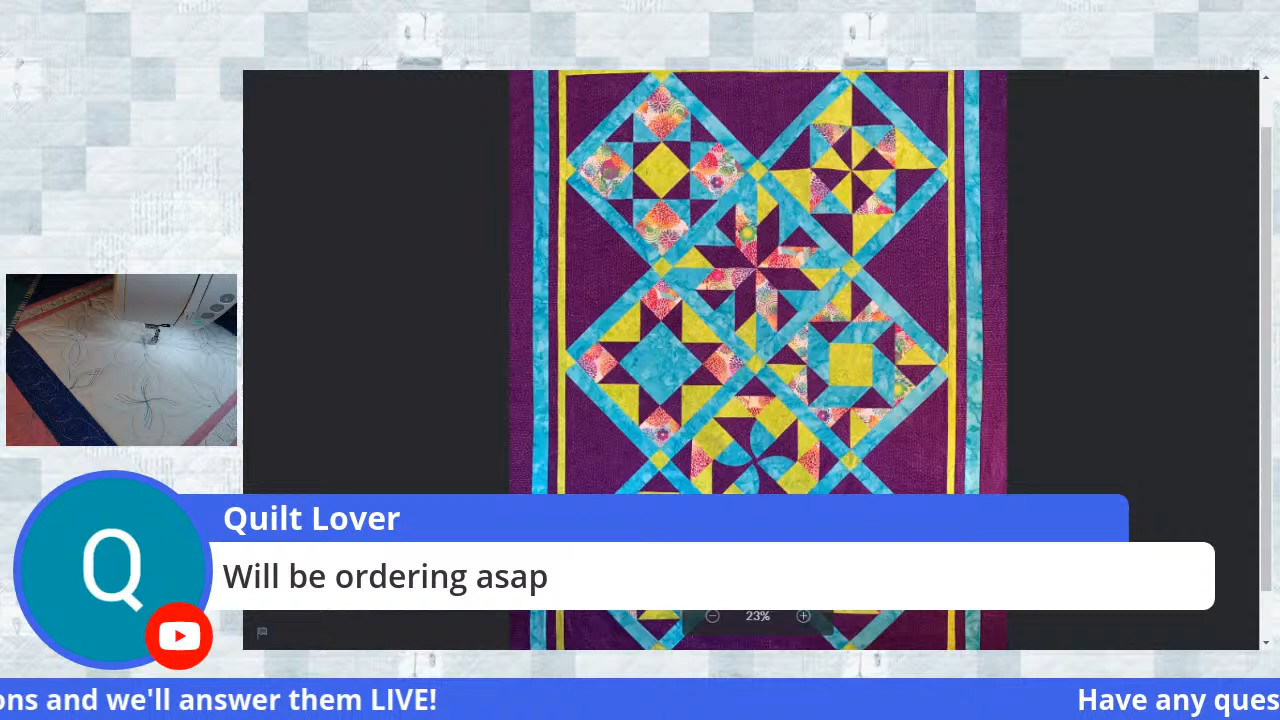 Quilt Lover
Q
Will be ordering asap
23%
ons and we'll answer them LIVE!
Have any ques